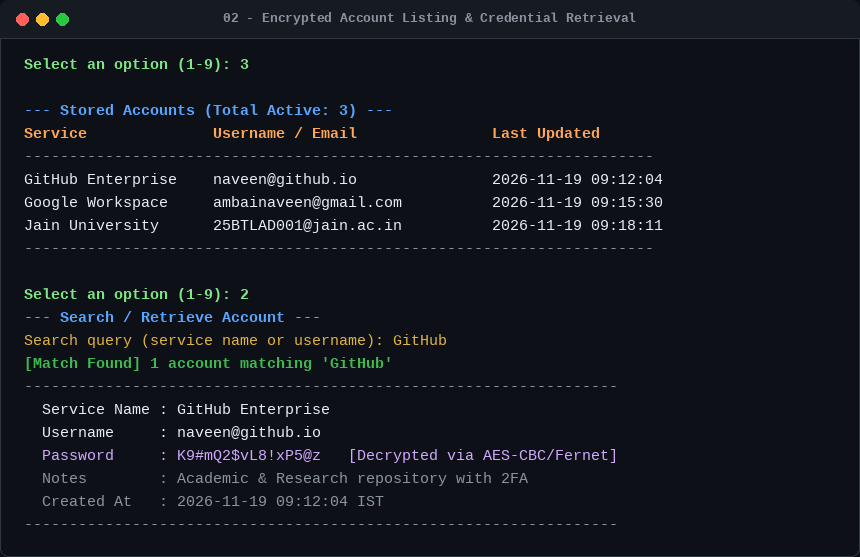 02 - Encrypted Account Listing & Credential Retrieval
Select an option (1-9): 3
--- Stored Accounts (Total Active: 3) ---
Service Username / Email Last Updated
----------------------------------------------------------------------
GitHub Enterprise naveen@github.io 2026-11-19 09:12:04
Google Workspace ambainaveen@gmail.com 2026-11-19 09:15:30
Jain University 25BTLAD001@jain.ac.in 2026-11-19 09:18:11
----------------------------------------------------------------------
Select an option (1-9): 2
--- Search / Retrieve Account ---
Search query (service name or username): GitHub
[Match Found] 1 account matching 'GitHub'
------------------------------------------------------------------
Service Name : GitHub Enterprise
Username : naveen@github.io
Password : K9#mQ2$vL8!xP5@z [Decrypted via AES-CBC/Fernet]
Notes : Academic & Research repository with 2FA
Created At : 2026-11-19 09:12:04 IST
------------------------------------------------------------------